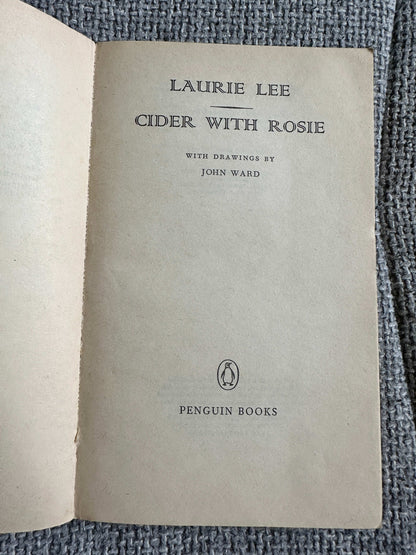 LAURIE LEE
CIDER WITH ROSIE
WITH DRAWINGS BY
JOHN WARD
PENGUIN BOOKS